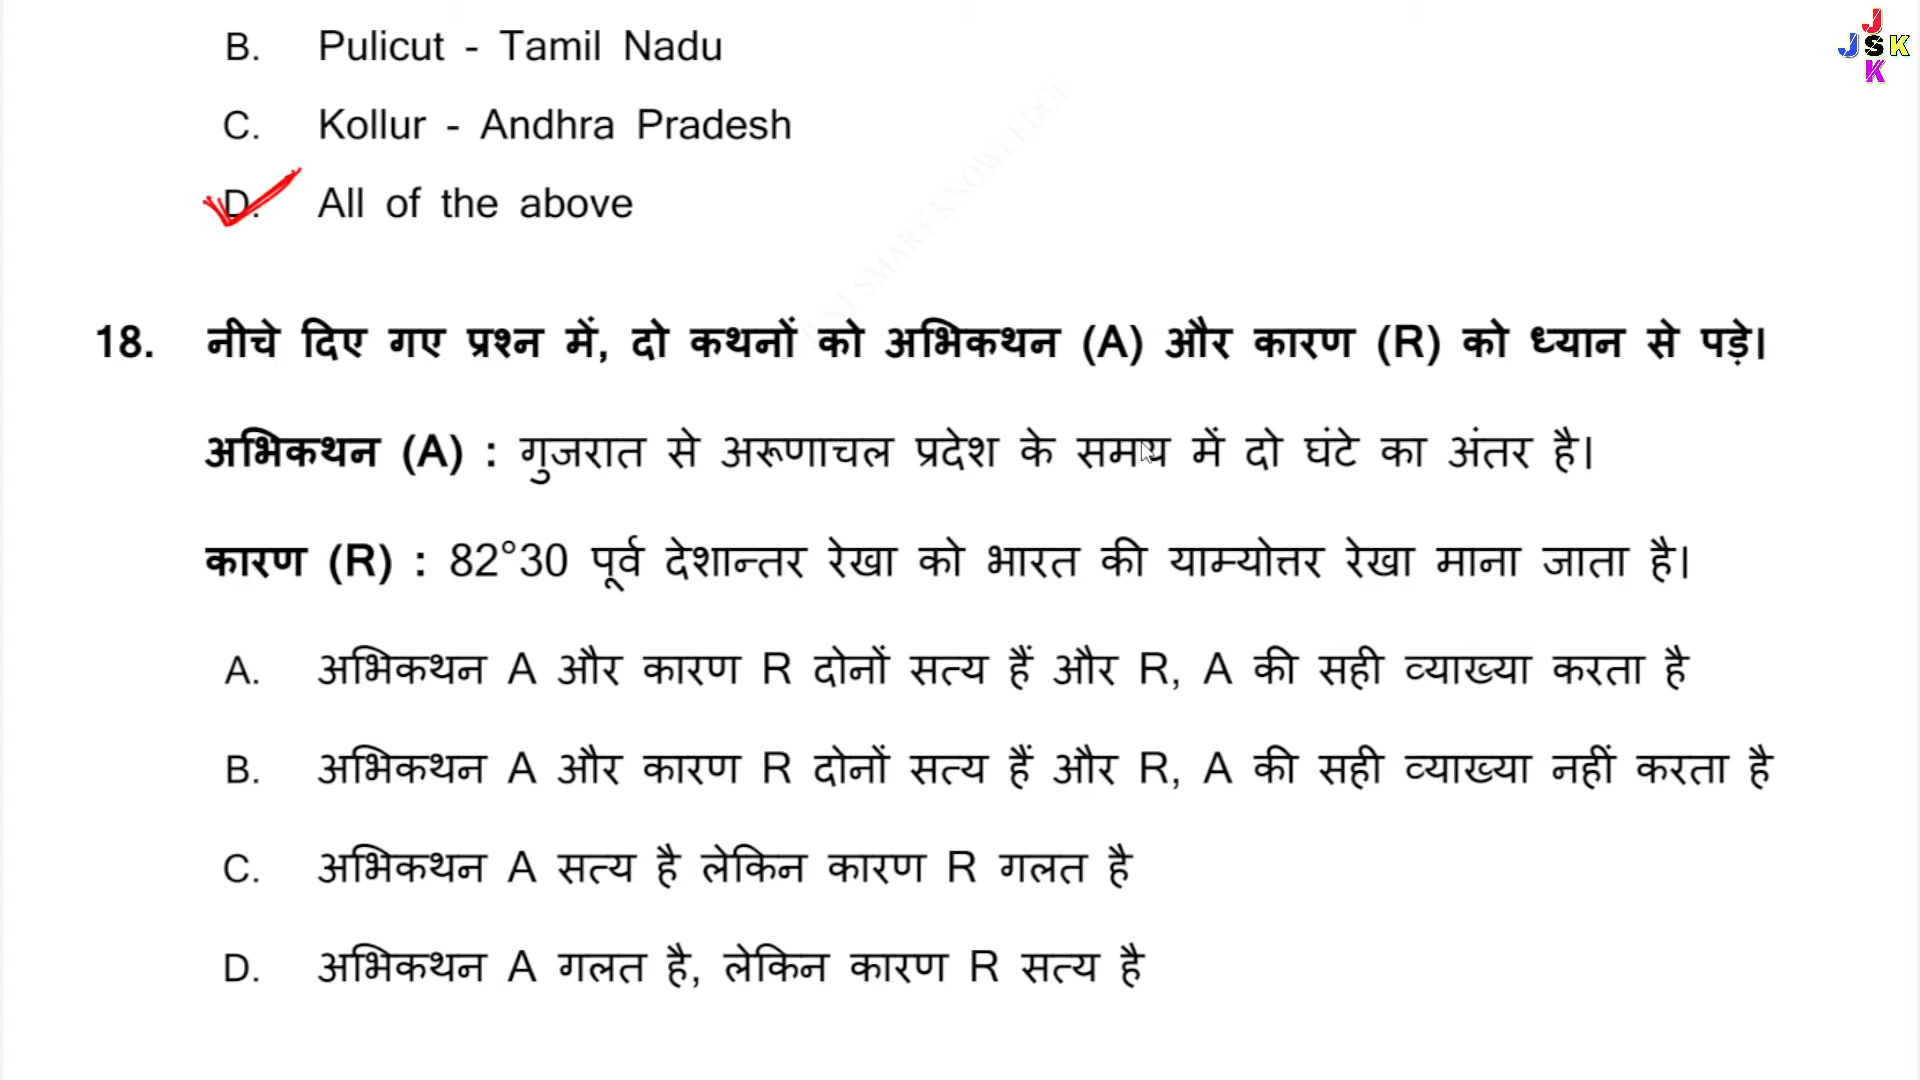 B. Pulicut - Tamil Nadu
C. Kollur - Andhra Pradesh
D. All of the above
18. नीचे दिए गए प्रश्न में, दो कथनों को अभिकथन (A) और कारण (R) को ध्यान से पड़े।
अभिकथन (A) : गुजरात से अरूणाचल प्रदेश के समय में दो घंटे का अंतर है।
कारण (R) : 82°30 पूर्व देशान्तर रेखा को भारत की याम्योत्तर रेखा माना जाता है।
A. अभिकथन A और कारण R दोनों सत्य हैं और R, A की सही व्याख्या करता है
B. अभिकथन A और कारण R दोनों सत्य हैं और R, A की सही व्याख्या नहीं करता है
C. अभिकथन A सत्य है लेकिन कारण R गलत है
D. अभिकथन A गलत है, लेकिन कारण R सत्य है
J
JSK
K